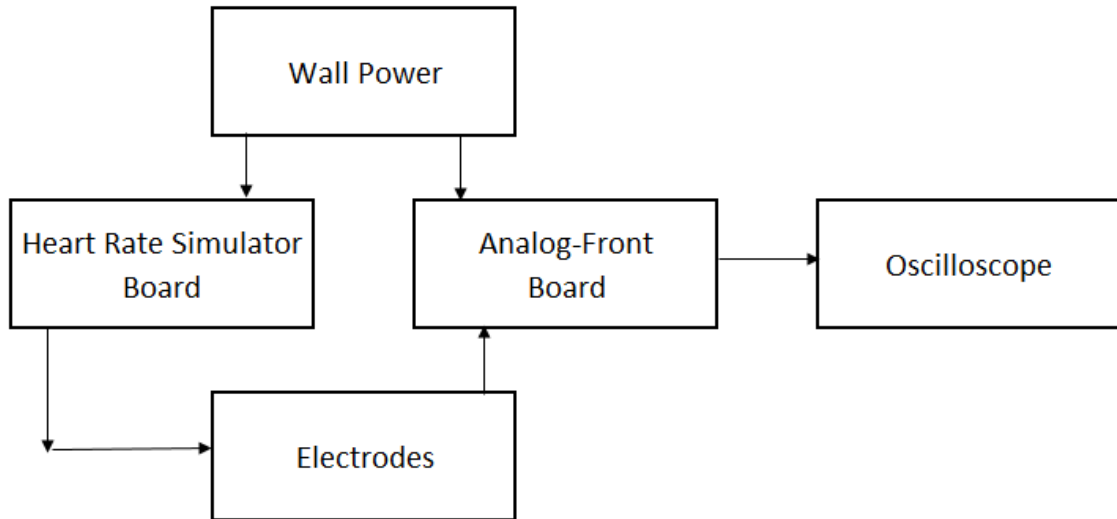 Wall Power
Heart Rate Simulator
Board
Analog-Front
Board
Oscilloscope
Electrodes